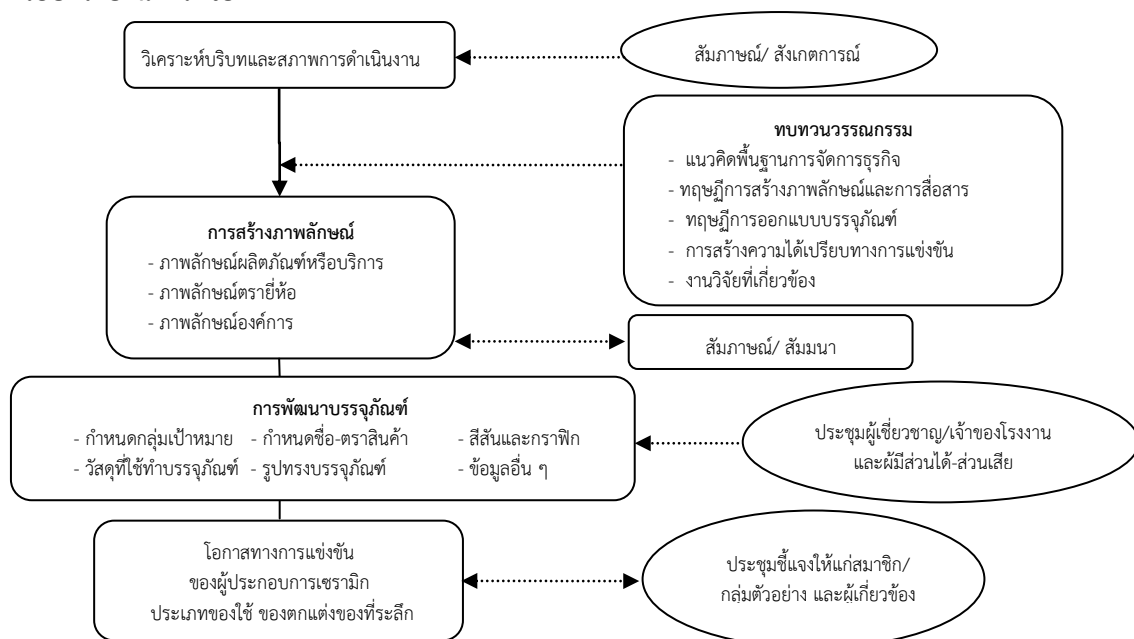 วิเคราะห์บริบทและสภาพการดำเนินงาน
สัมภาษณ์/ สังเกตการณ์
ทบทวนวรรณกรรม
- แนวคิดพื้นฐานการจัดการธุรกิจ
- ทฤษฎีการสร้างภาพลักษณ์และการสื่อสาร
- ทฤษฎีการออกแบบบรรจุภัณฑ์
- การสร้างความได้เปรียบทางการแข่งขัน
- งานวิจัยที่เกี่ยวข้อง
การสร้างภาพลักษณ์
- ภาพลักษณ์ผลิตภัณฑ์หรือบริการ
- ภาพลักษณ์ตรายี่ห้อ
- ภาพลักษณ์องค์การ
สัมภาษณ์/ สัมมนา
การพัฒนาบรรจุภัณฑ์
- กำหนดกลุ่มเป้าหมาย - กำหนดชื่อ-ตราสินค้า - สีสันและกราฟิก
- วัสดุที่ใช้ทำบรรจุภัณฑ์ - รูปทรงบรรจุภัณฑ์ - ข้อมูลอื่น ๆ
ประชุมผู้เชี่ยวชาญ/เจ้าของโรงงาน
และผู้มีส่วนได้-ส่วนเสีย
โอกาสทางการแข่งขัน
ของผู้ประกอบการเซรามิก
ประเภทของใช้ ของตกแต่งของที่ระลึก
ประชุมชี้แจงให้แก่สมาชิก/
กลุ่มตัวอย่าง และผู้เกี่ยวข้อง